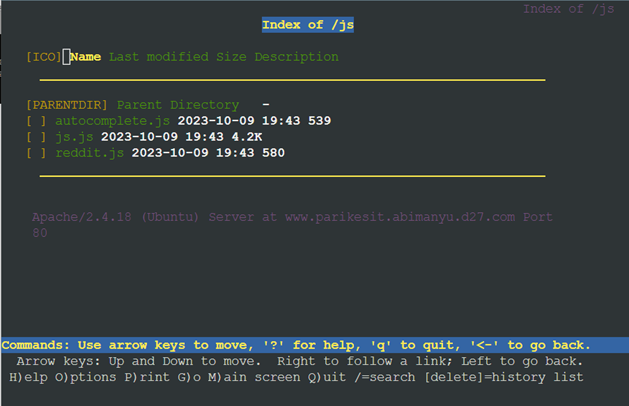 Index of /js
Index of /js
[ICO] Name Last modified Size Description
[PARENTDIR] Parent Directory -
[ ] autocomplete.js 2023-10-09 19:43 539
[ ] js.js 2023-10-09 19:43 4.2K
[ ] reddit.js 2023-10-09 19:43 580
Apache/2.4.18 (Ubuntu) Server at www.parikesit.abimanyu.d27.com Port
80
Commands: Use arrow keys to move, '?' for help, 'q' to quit, '<-' to go back.
Arrow keys: Up and Down to move. Right to follow a link; Left to go back.
H)elp O)ptions P)rint G)o M)ain screen Q)uit /=search [delete]=history list